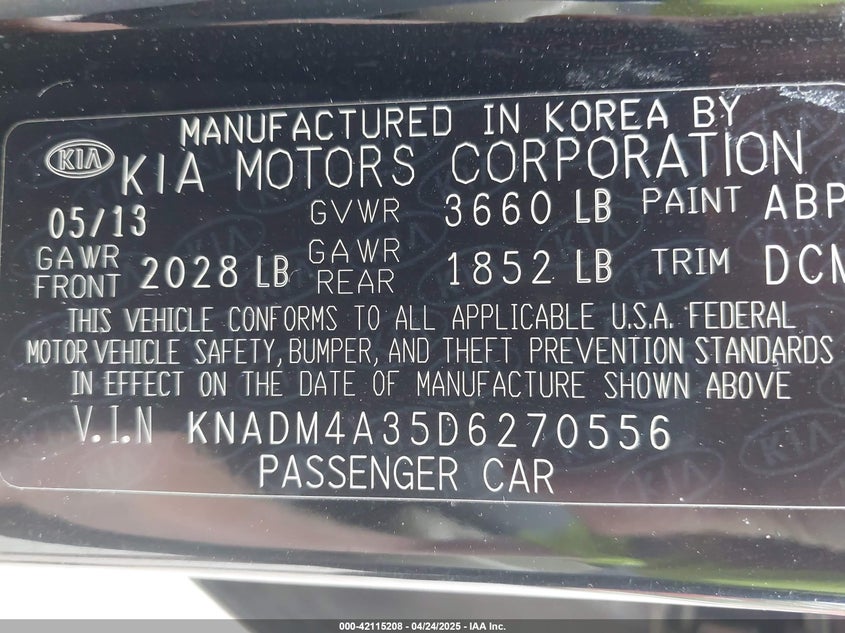 MANUFACTURED IN KOREA BY
KIA KIA MOTORS CORPORATION
05/13 GVWR 3660 LB PAINT ABP
GAWR FRONT 2028 LB GAWR REAR 1852 LB TRIM DCM
THIS VEHICLE CONFORMS TO ALL APPLICABLE U.S.A. FEDERAL
MOTOR VEHICLE SAFETY, BUMPER, AND THEFT PREVENTION STANDARDS
IN EFFECT ON THE DATE OF MANUFACTURE SHOWN ABOVE
V.I.N KNADM4A35D6270556
PASSENGER CAR
000-42115208 - 04/24/2025 - IAA Inc.